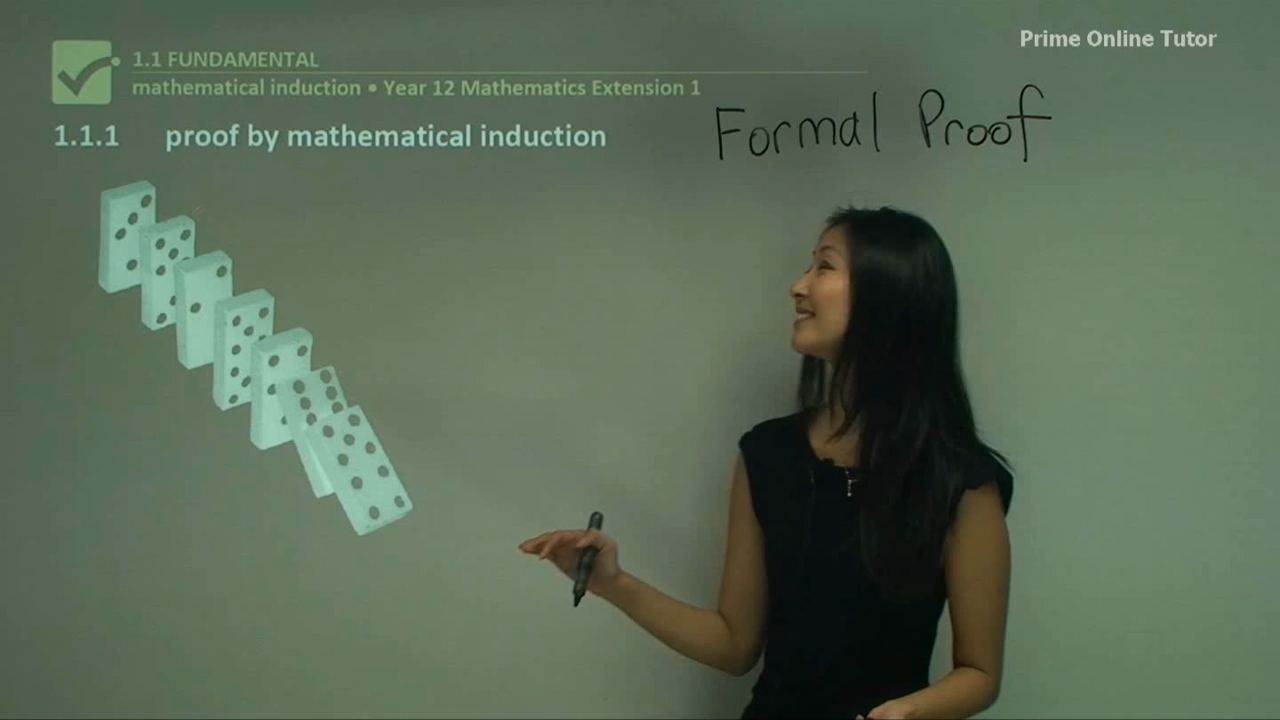 Prime Online Tutor
1.1 FUNDAMENTAL
mathematical induction • Year 12 Mathematics Extension 1
1.1.1 proof by mathematical induction
Formal Proof